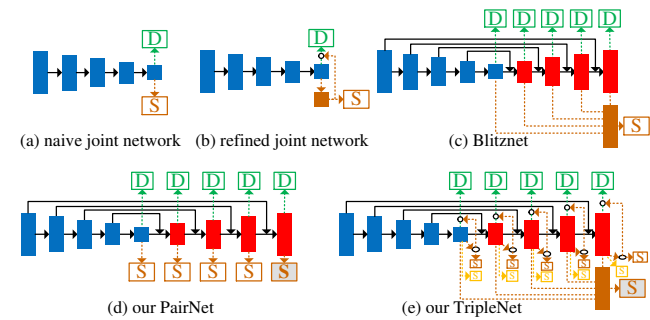 D D D D D D D
S S S
(a) naive joint network (b) refined joint network (c) Blitznet
D D D D D D D D D D
S S S S S S S S S S
S S S S S S
(d) our PairNet (e) our TripleNet